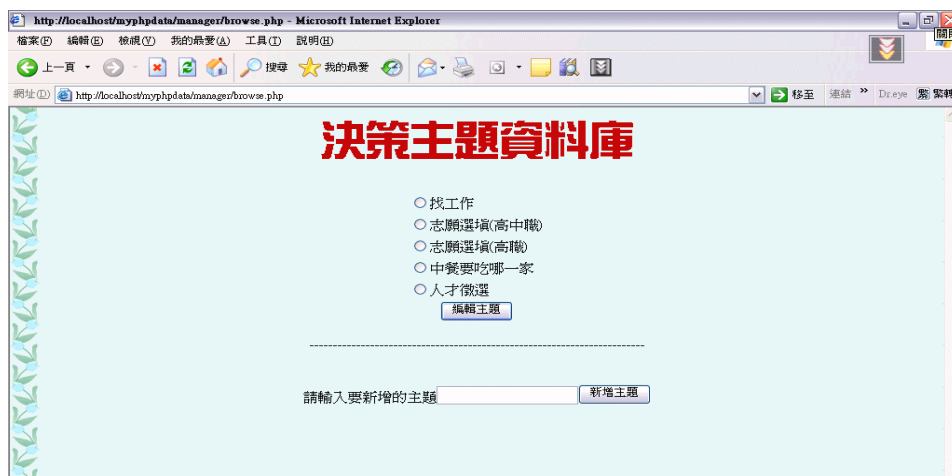 http://localhost/myphpdata/manager/browse.php - Microsoft Internet Explorer
檔案(F) 編輯(E) 檢視(V) 我的最愛(A) 工具(T) 說明(H)
關閉
上一頁 搜尋 我的最愛
網址(D) http://localhost/myphpdata/manager/browse.php 移至 連結 » Dr.eye 繁 繁轉
決策主題資料庫
找工作
志願選填(高中職)
志願選填(高職)
中餐要吃哪一家
人才徵選
編輯主題
------------------------------------------------------------------------
請輸入要新增的主題 新增主題